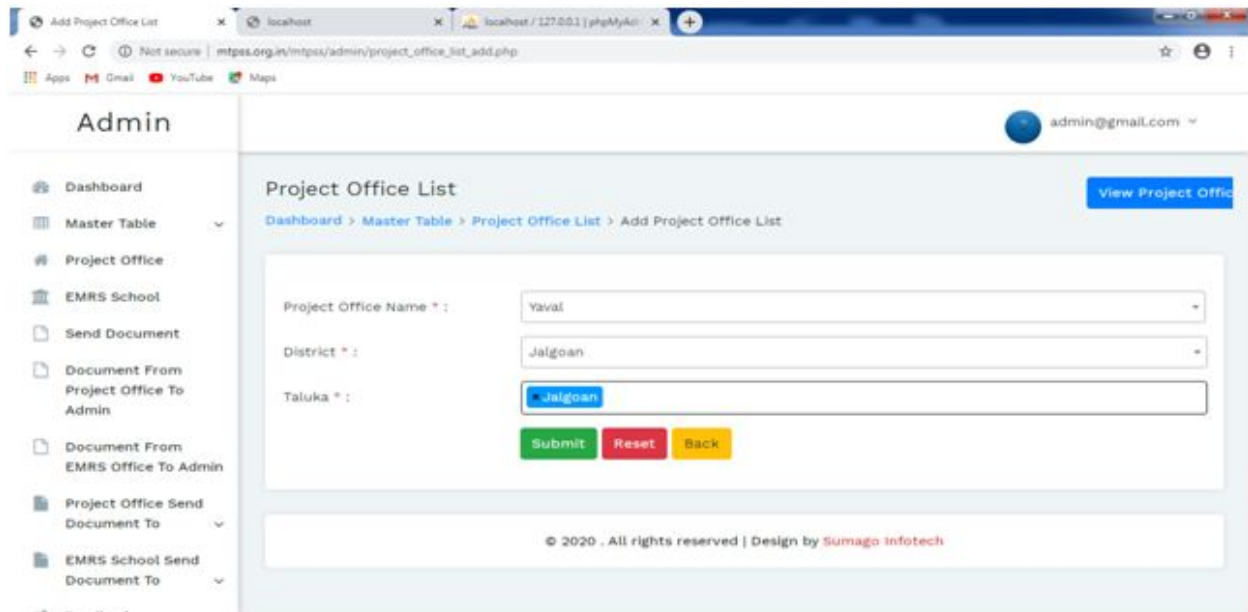 Add Project Office List
localhost
localhost / 127.0.0.1 | phpMyAd
Not secure | mtpss.org.in/mtpss/admin/project_office_list_add.php
Apps Gmail YouTube Maps
Admin
admin@gmail.com
Dashboard
Master Table
Project Office
EMRS School
Send Document
Document From
Project Office To
Admin
Document From
EMRS Office To Admin
Project Office Send
Document To
EMRS School Send
Document To
Project Office List
View Project Offic
Dashboard > Master Table > Project Office List > Add Project Office List
Project Office Name * :
Yaval
District * :
Jalgoan
Taluka * :
×Jalgoan
Submit Reset Back
© 2020 . All rights reserved | Design by Sumago Infotech